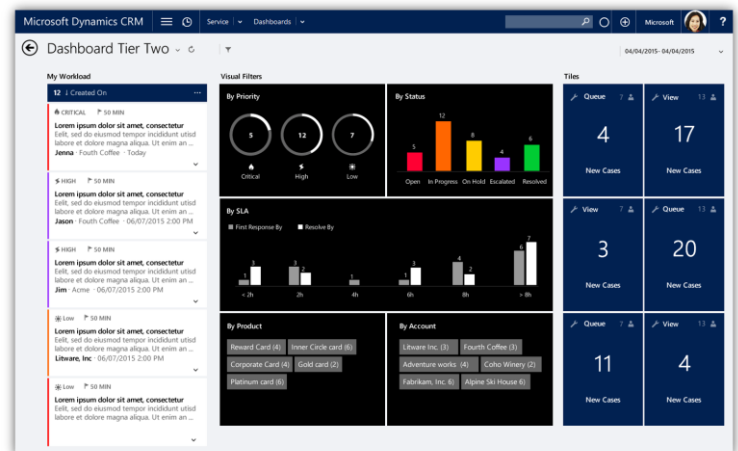 Microsoft Dynamics CRM
Service
Dashboards
Microsoft
?
Dashboard Tier Two
04/04/2015- 04/04/2015
My Workload
12 ↓ Created On ...
CRITICAL 50 MIN
Lorem ipsum dolor sit amet, consectetur
Eelit, sed do eiusmod tempor incididunt utisd
labore et dolore magna aliqua. Ut enim an ...
Jenna · Fouth Coffee · Today
HIGH 50 MIN
Lorem ipsum dolor sit amet, consectetur
Eelit, sed do eiusmod tempor incididunt utisd
labore et dolore magna aliqua. Ut enim an ...
Jason · Fouth Coffee · 06/07/2015 2:00 PM
HIGH 50 MIN
Lorem ipsum dolor sit amet, consectetur
Eelit, sed do eiusmod tempor incididunt utisd
labore et dolore magna aliqua. Ut enim an ...
Jim · Acme · 06/07/2015 2:00 PM
Low 50 MIN
Lorem ipsum dolor sit amet, consectetur
Eelit, sed do eiusmod tempor incididunt utisd
labore et dolore magna aliqua. Ut enim an ...
Litware, Inc · 06/07/2015 2:00 PM
Low 50 MIN
Lorem ipsum dolor sit amet, consectetur
Eelit, sed do eiusmod tempor incididunt utisd
labore et dolore magna aliqua. Ut enim an ...
Visual Filters
By Priority
5 12 7
Critical High Low
By Status
5 12 8 4 6
Open In Progress On Hold Escalated Resolved
By SLA
First Response By Resolve By
1 3 3 2 1 1 3 4 2 6 7
< 2h 2h 4h 6h 8h > 8h
By Product
Reward Card (4) Inner Circle card (6)
Corporate Card (4) Gold card (2)
Platinum card (6)
By Account
Litware Inc. (3) Fourth Coffee (3)
Adventure works (4) Coho Winery (2)
Fabrikam, Inc. 6) Alpine Ski House 6)
Tiles
Queue 7
4
New Cases
View 13
17
New Cases
View 7
3
New Cases
Queue 13
20
New Cases
Queue 7
11
New Cases
View 13
4
New Cases